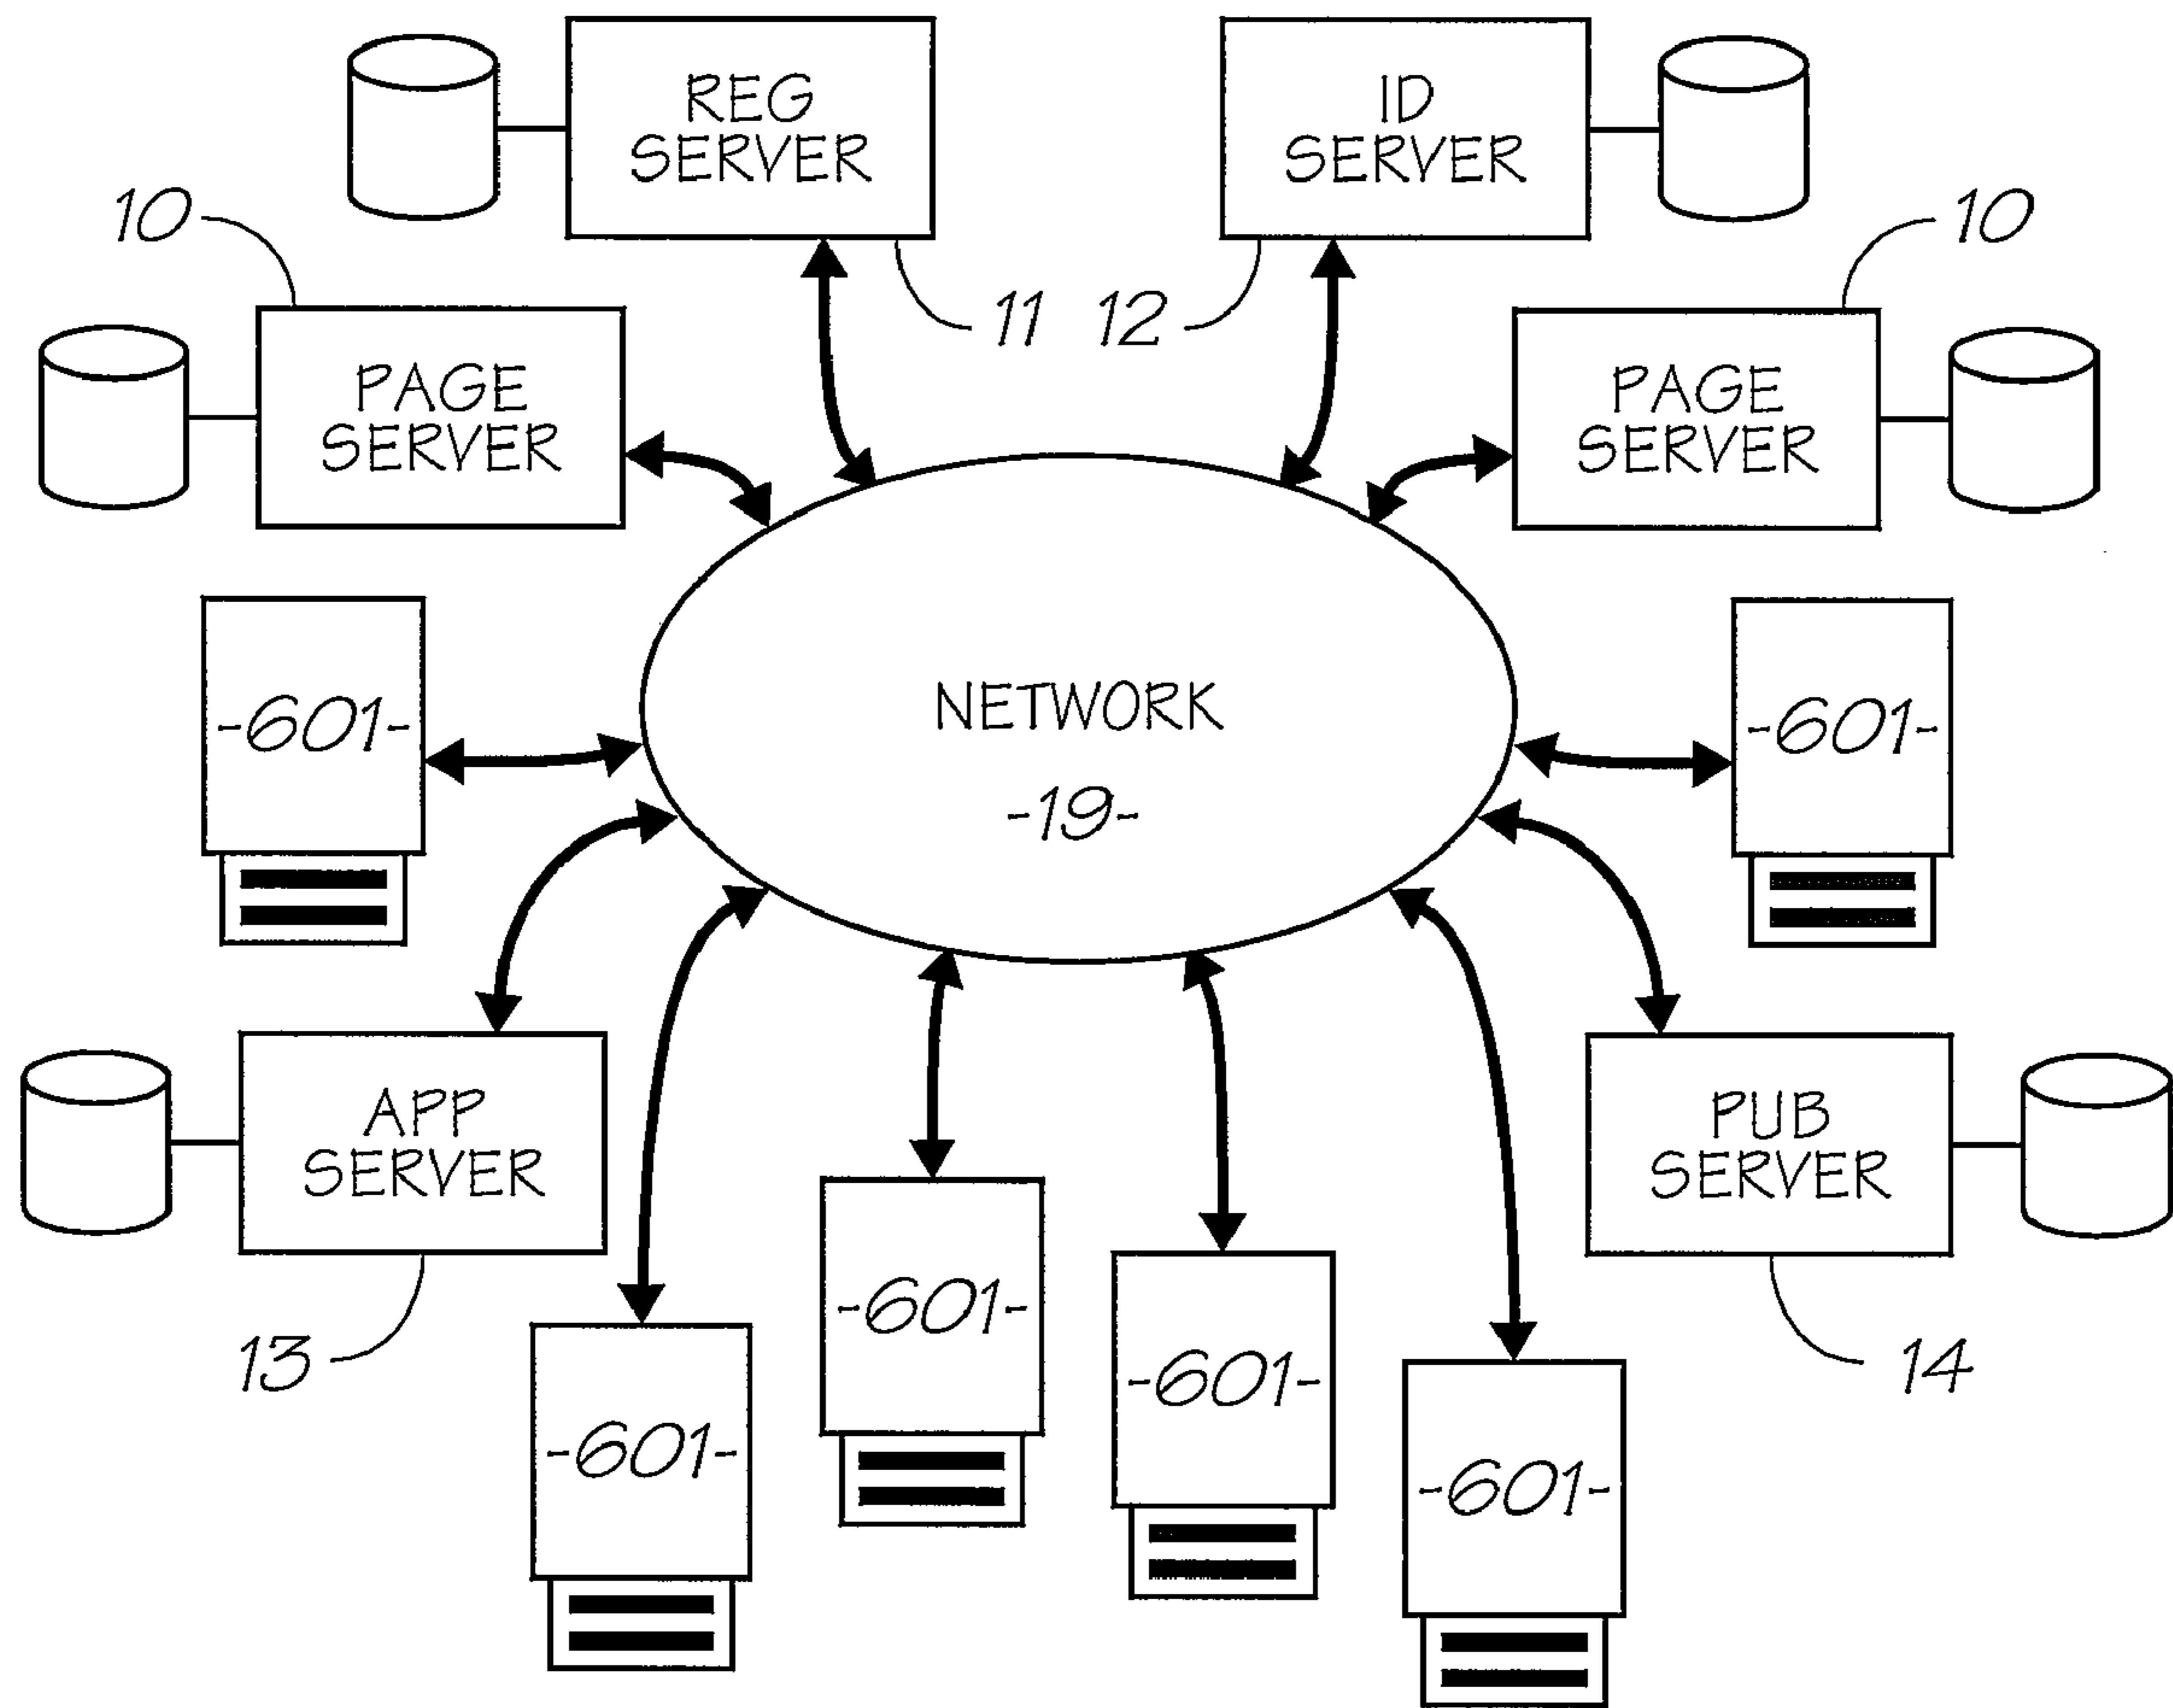 REG
SERVER
ID
SERVER
10
10
11
12
PAGE
SERVER
PAGE
SERVER
-601-
NETWORK
-19-
-601-
APP
SERVER
PUB
SERVER
13
-601-
-601-
-601-
-601-
14